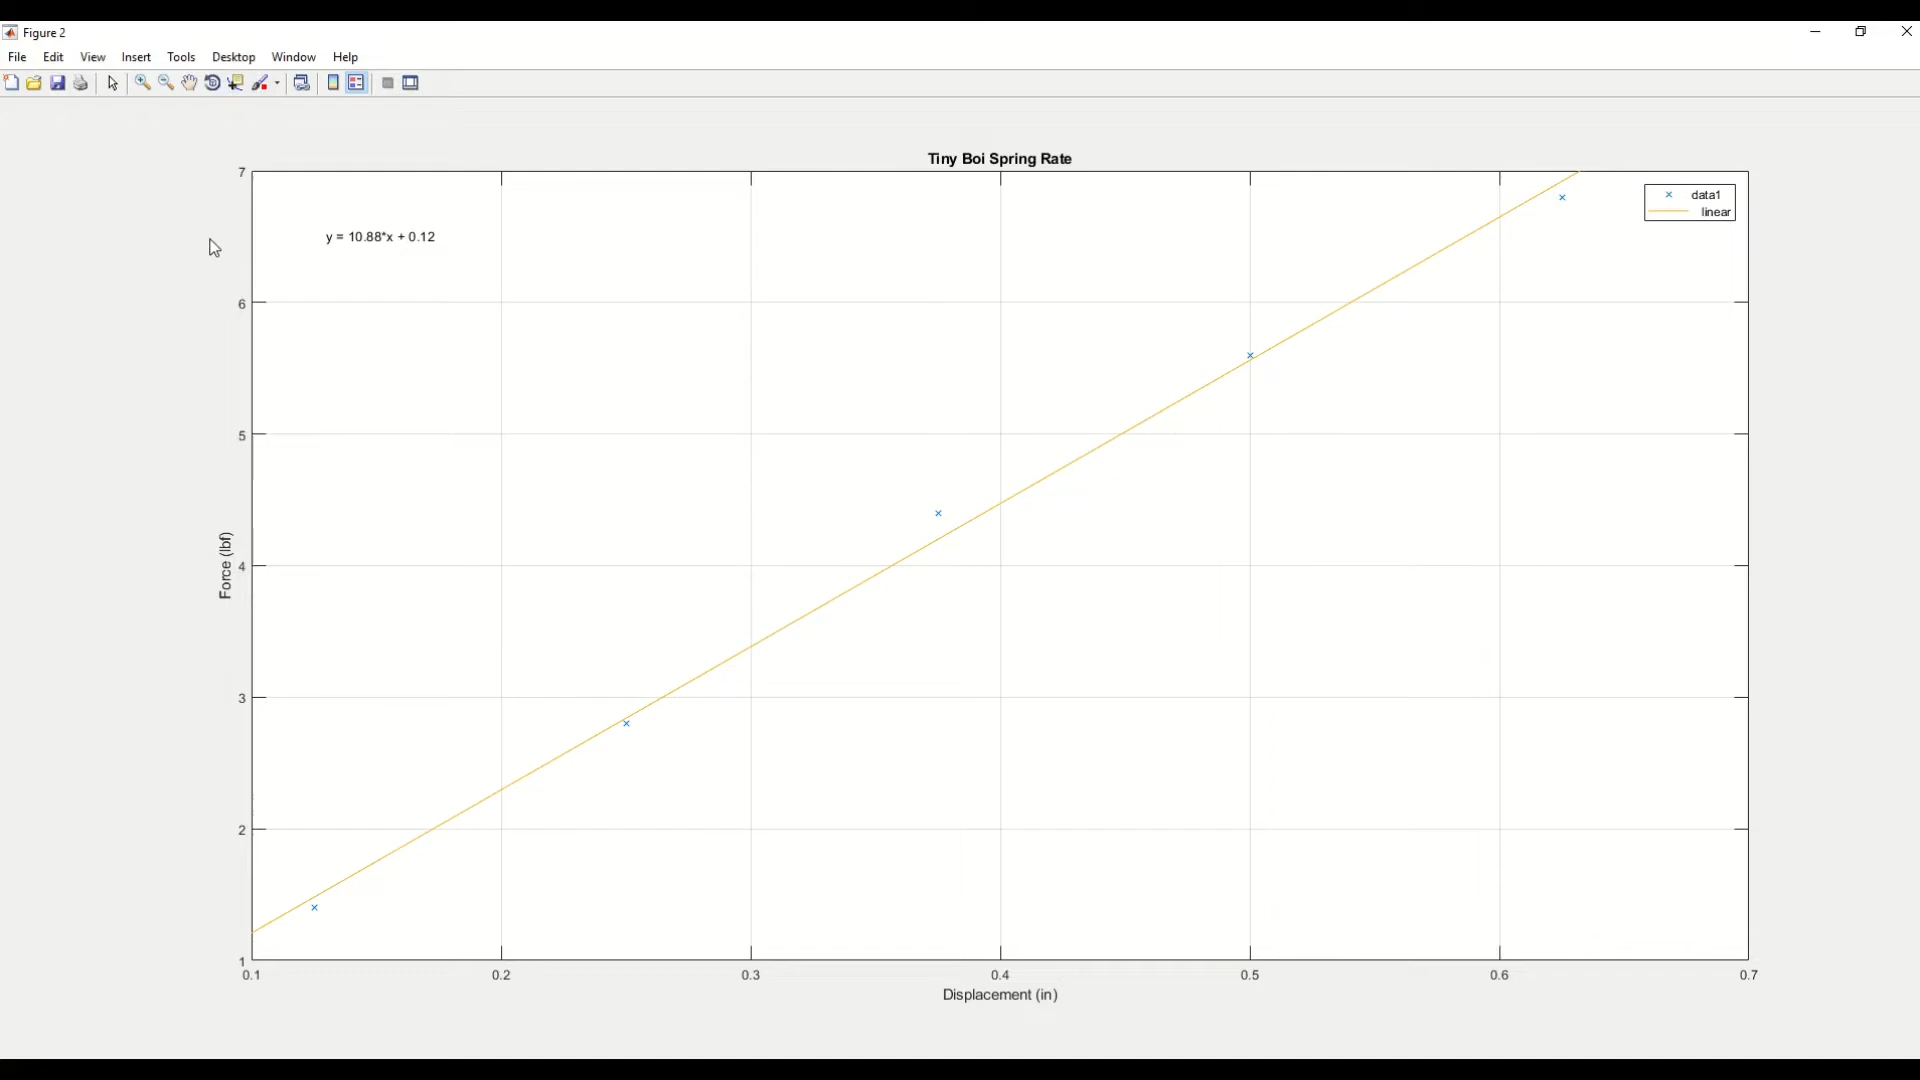 Figure 2
File Edit View Insert Tools Desktop Window Help
Tiny Boi Spring Rate
7
data1
linear
y = 10.88*x + 0.12
6
5
Force (lbf)
4
3
2
1
0.1 0.2 0.3 0.4 0.5 0.6 0.7
Displacement (in)